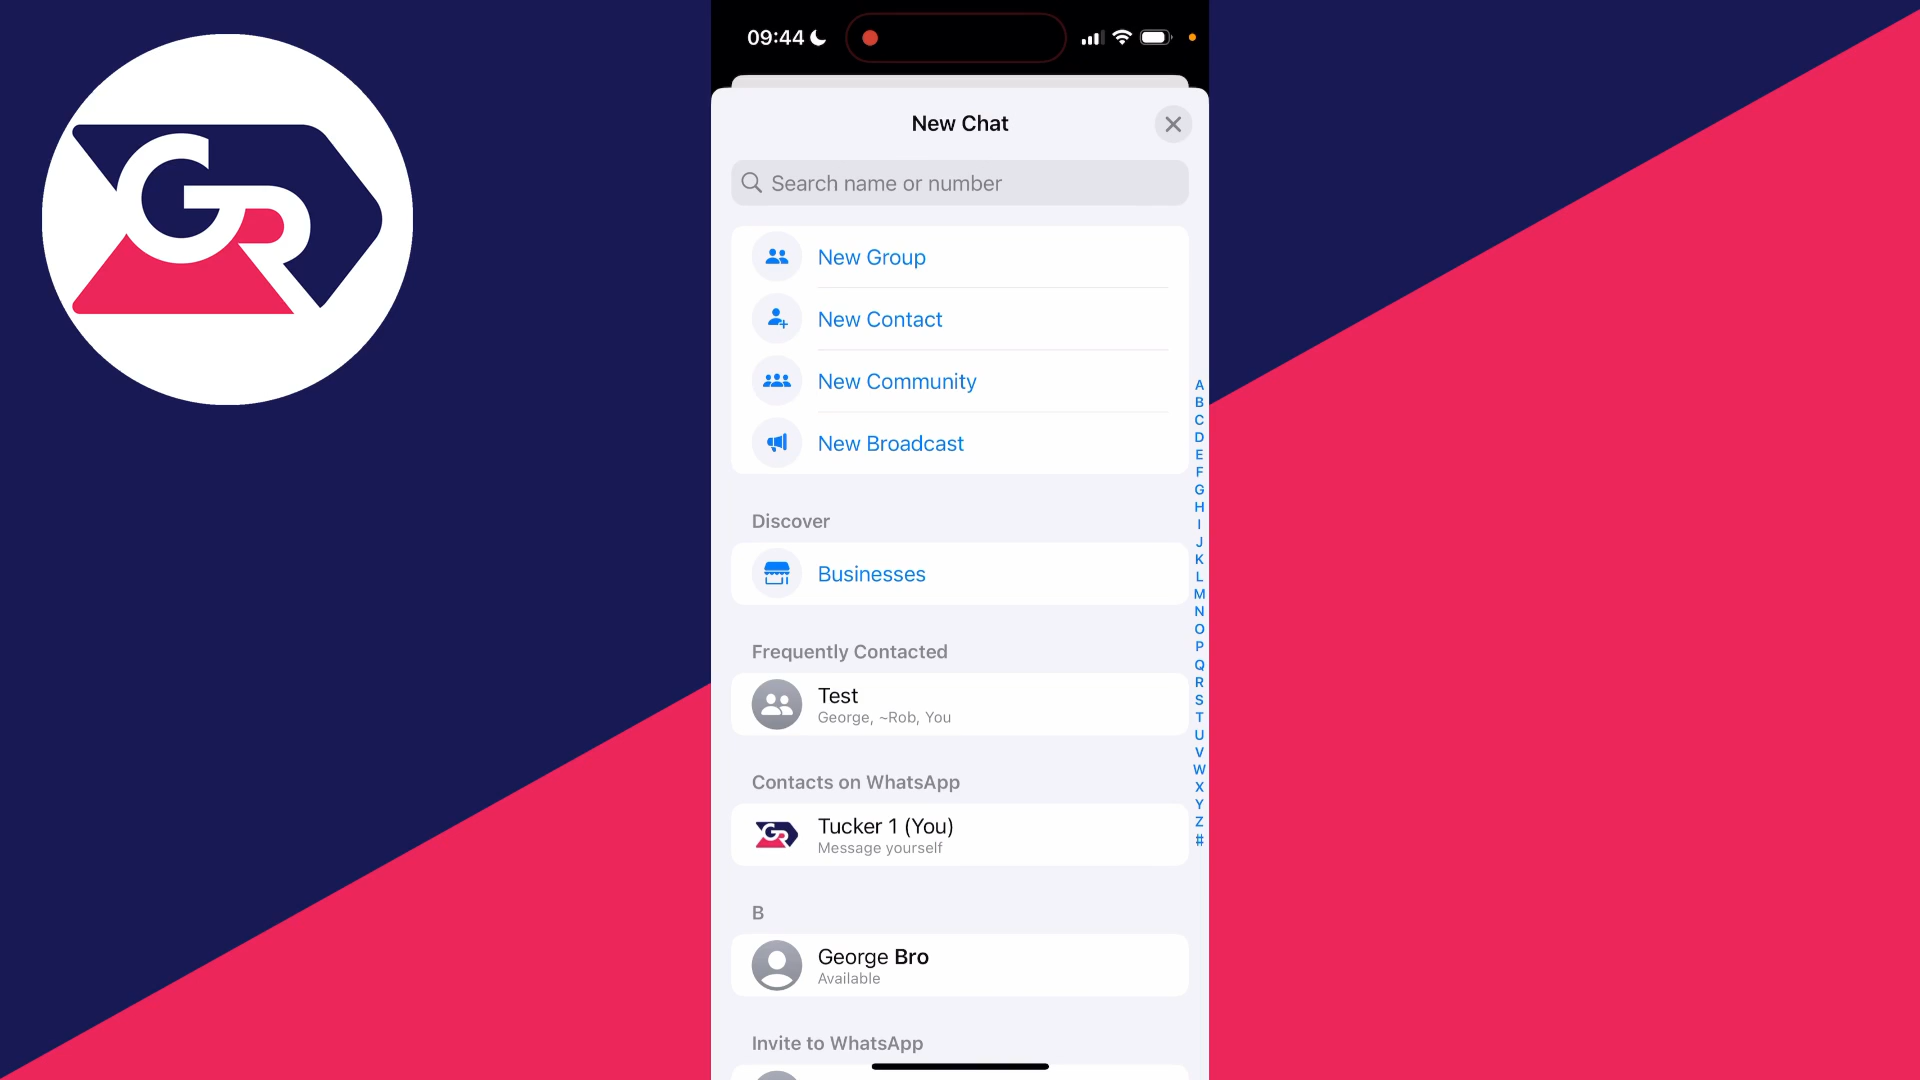 GR
09:44
New Chat
Search name or number
New Group
New Contact
New Community
New Broadcast
Discover
Businesses
Frequently Contacted
Test
George, ~Rob, You
Contacts on WhatsApp
GR
Tucker 1 (You)
Message yourself
B
George Bro
Available
Invite to WhatsApp
A
B
C
D
E
F
G
H
I
J
K
L
M
N
O
P
Q
R
S
T
U
V
W
X
Y
Z
#